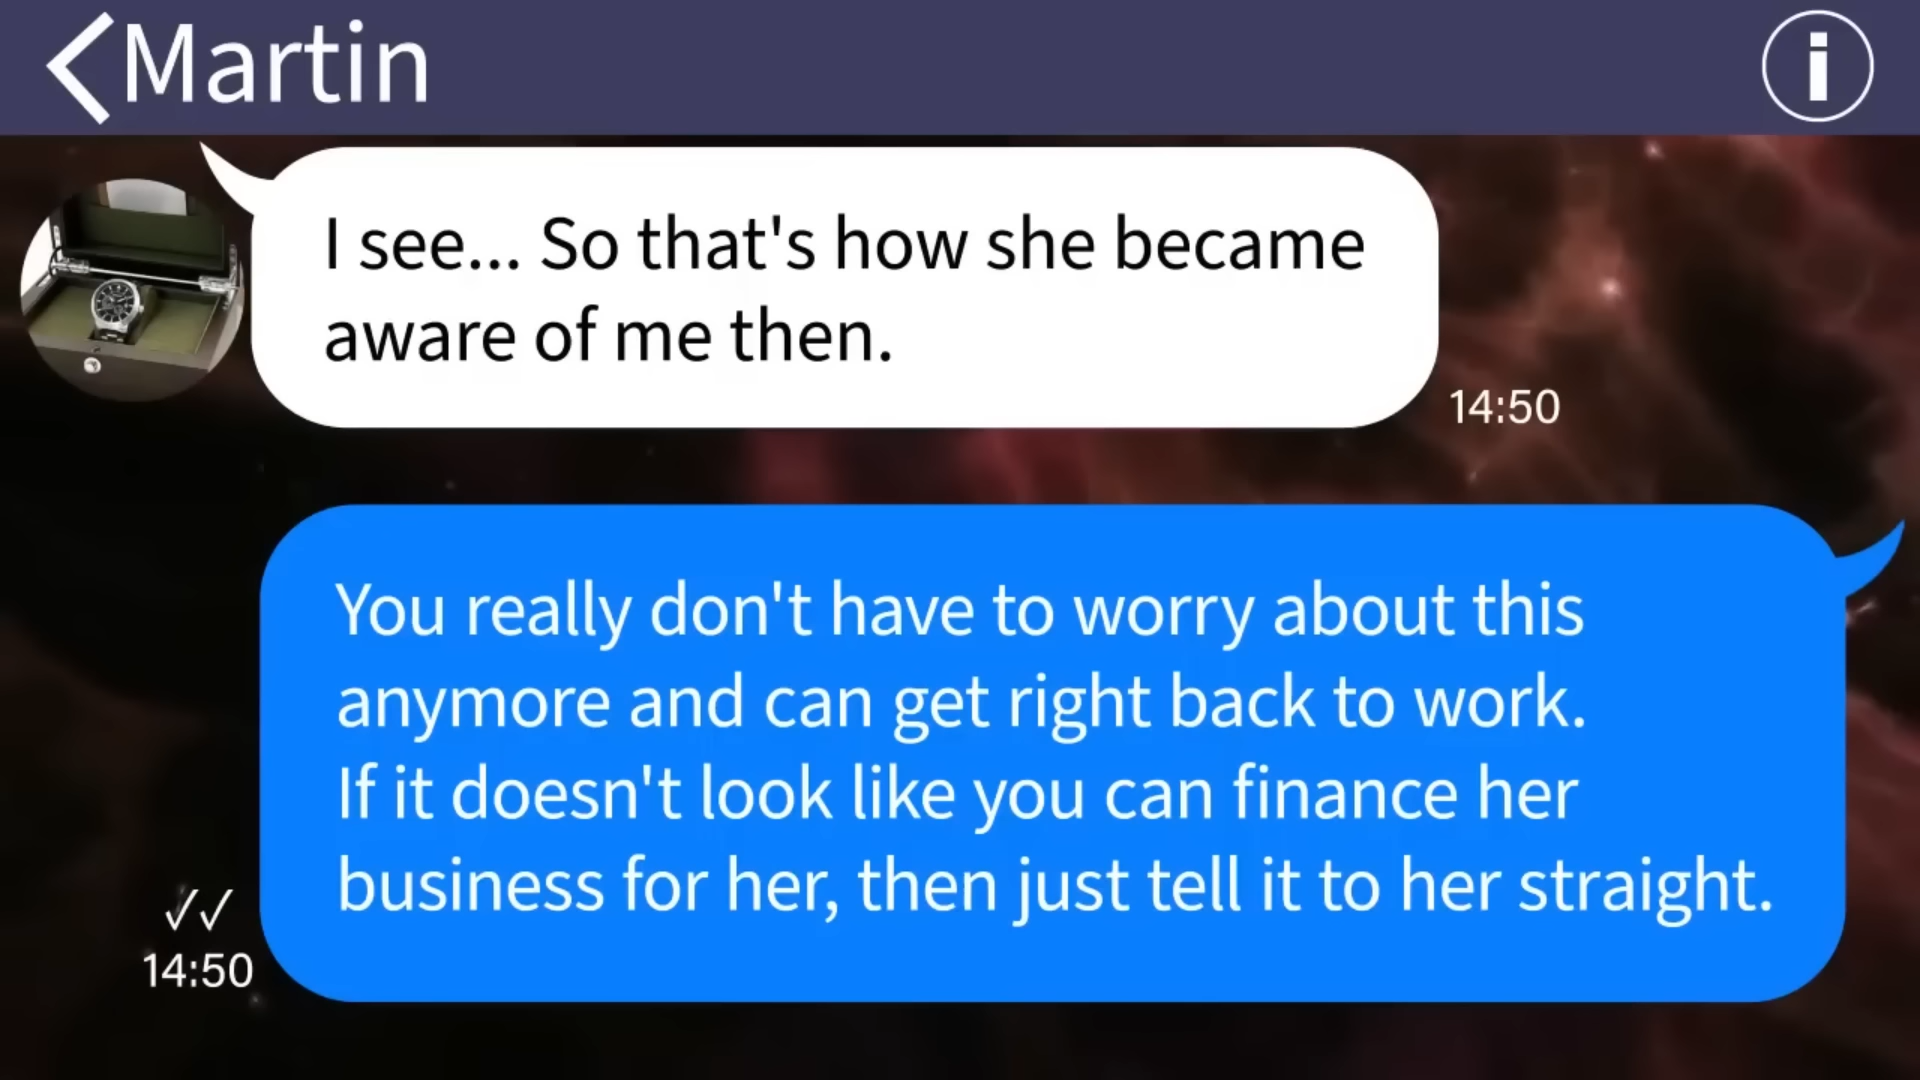 Martin
i
I see... So that's how she became
aware of me then.
14:50
You really don't have to worry about this
anymore and can get right back to work.
If it doesn't look like you can finance her
business for her, then just tell it to her straight.
14:50